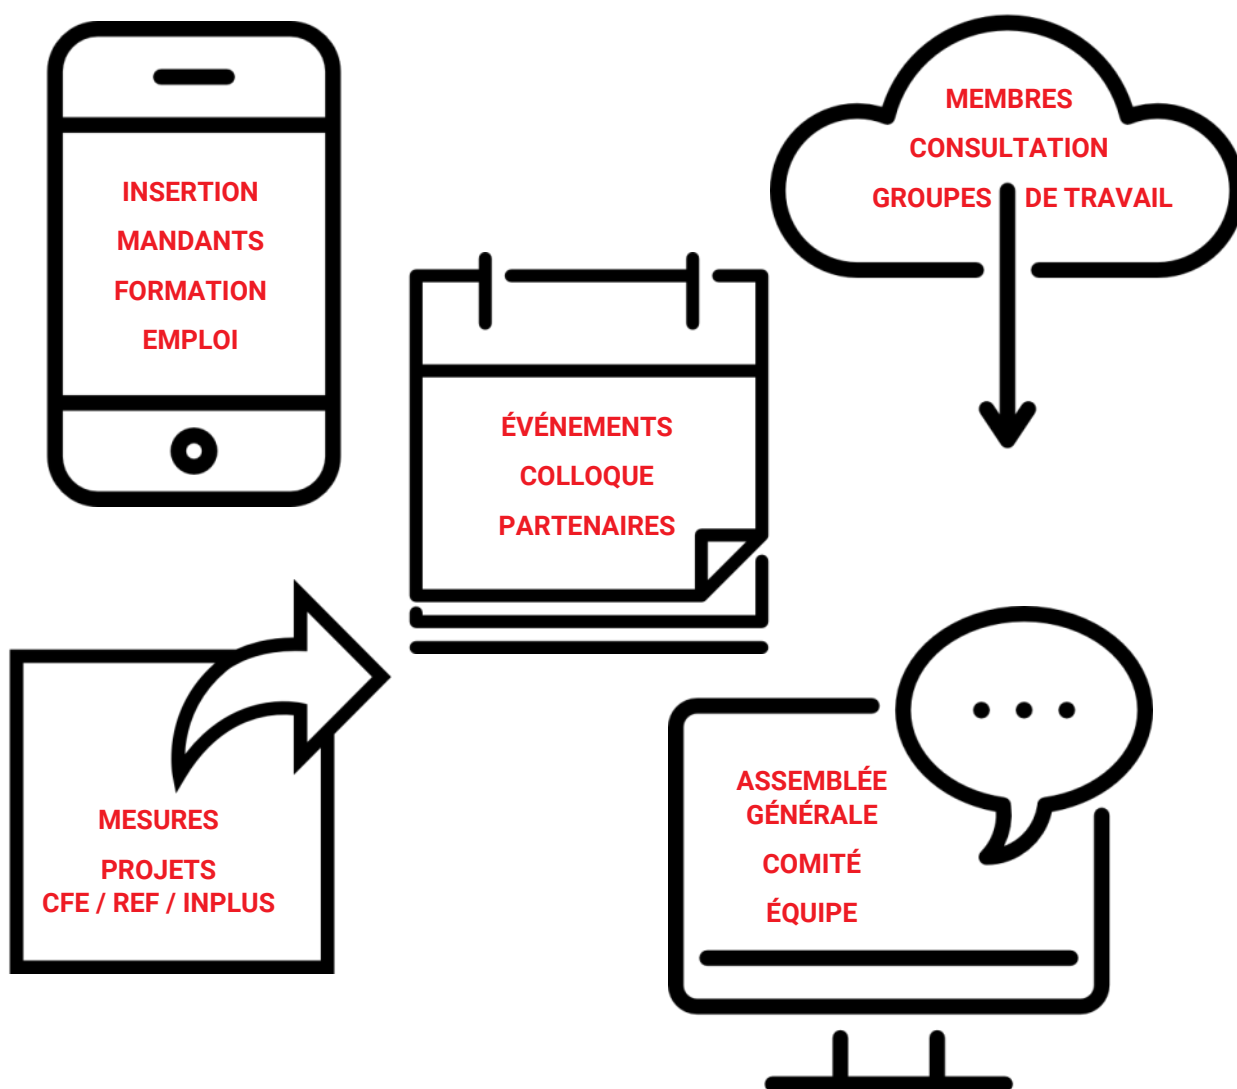 INSERTION
MANDANTS
FORMATION
EMPLOI
MEMBRES
CONSULTATION
GROUPES DE TRAVAIL
ÉVÉNEMENTS
COLLOQUE
PARTENAIRES
MESURES
PROJETS
CFE / REF / INPLUS
ASSEMBLÉE
GÉNÉRALE
COMITÉ
ÉQUIPE